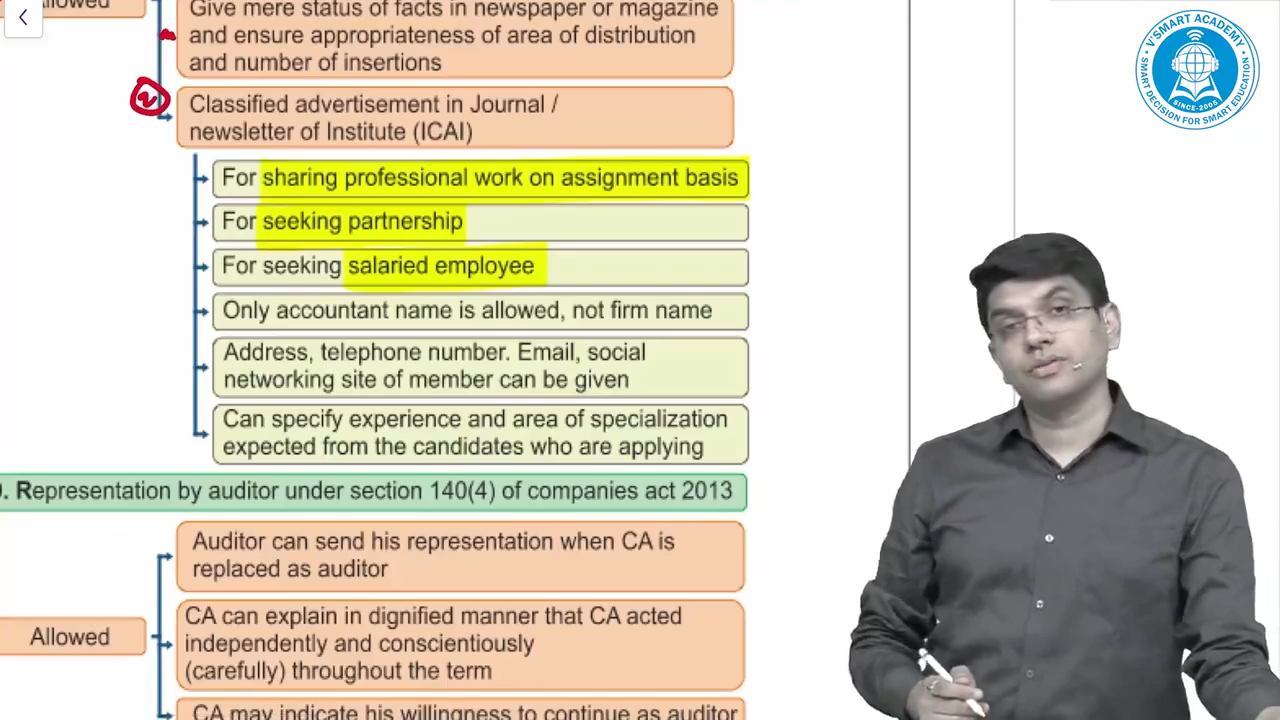 Allowed
Give mere status of facts in newspaper or magazine
and ensure appropriateness of area of distribution
and number of insertions
2
Classified advertisement in Journal /
newsletter of Institute (ICAI)
For sharing professional work on assignment basis
For seeking partnership
For seeking salaried employee
Only accountant name is allowed, not firm name
Address, telephone number. Email, social
networking site of member can be given
Can specify experience and area of specialization
expected from the candidates who are applying
. Representation by auditor under section 140(4) of companies act 2013
Auditor can send his representation when CA is
replaced as auditor
Allowed
CA can explain in dignified manner that CA acted
independently and conscientiously
(carefully) throughout the term
CA may indicate his willingness to continue as auditor
V'SMART ACADEMY
SINCE-2005
SMART DECISION FOR SMART EDUCATION